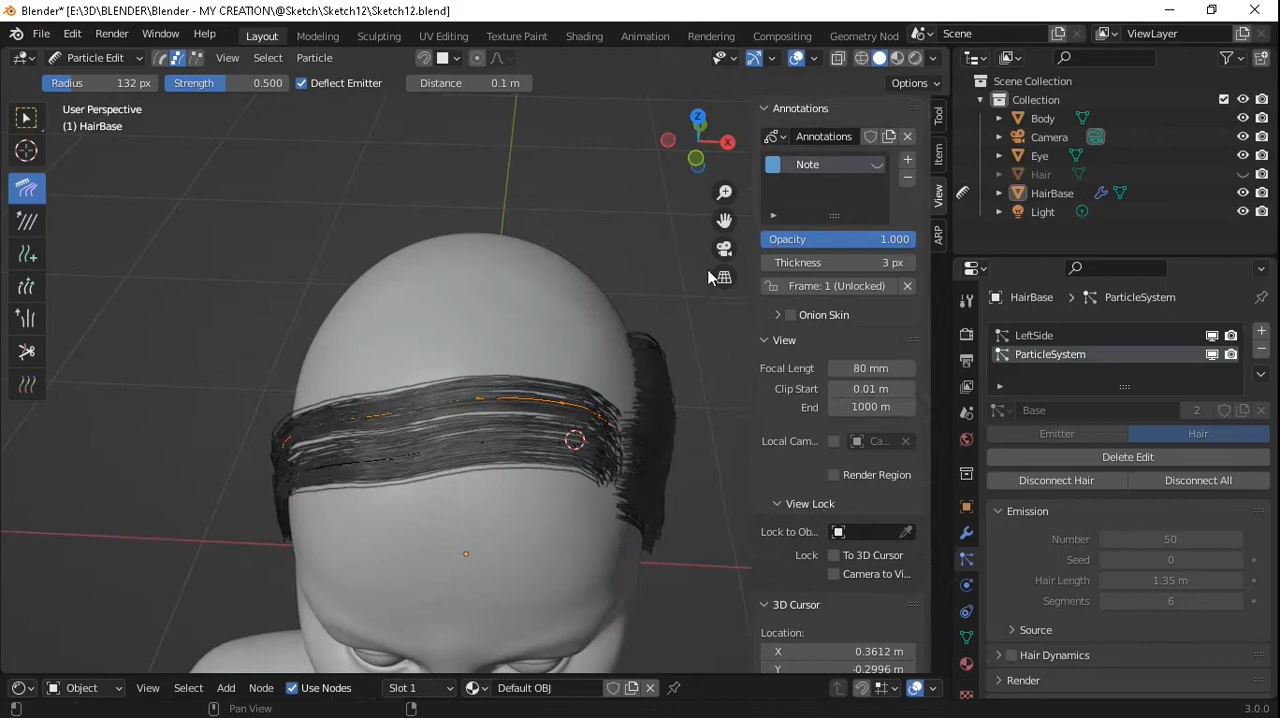 Blender* [E:\3D\BLENDER\Blender - MY CREATION\@Sketch\Sketch12\Sketch12.blend]
File Edit Render Window Help Layout Modeling Sculpting UV Editing Texture Paint Shading Animation Rendering Compositing Geometry Nod Scene ViewLayer
Particle Edit View Select Particle
Radius 132 px Strength 0.500 Deflect Emitter Distance 0.1 m Options
User Perspective
(1) HairBase
Z
X
Annotations
Annotations
Note
Opacity 1.000
Thickness 3 px
Frame: 1 (Unlocked)
Onion Skin
View
Focal Lengt 80 mm
Clip Start 0.01 m
End 1000 m
Local Cam... Ca...
Render Region
View Lock
Lock to Ob...
Lock To 3D Cursor
Camera to Vi...
3D Cursor
Location:
X 0.3612 m
Y -0.2996 m
Tool
Item
View
ARP
Scene Collection
Collection
Body
Camera
Eye
Hair
HairBase
Light
HairBase ParticleSystem
LeftSide
ParticleSystem
Base 2
Emitter Hair
Delete Edit
Disconnect Hair Disconnect All
Emission
Number 50
Seed 0
Hair Length 1.35 m
Segments 6
Source
Hair Dynamics
Render
Object View Select Add Node Use Nodes Slot 1 Default OBJ
Pan View 3.0.0